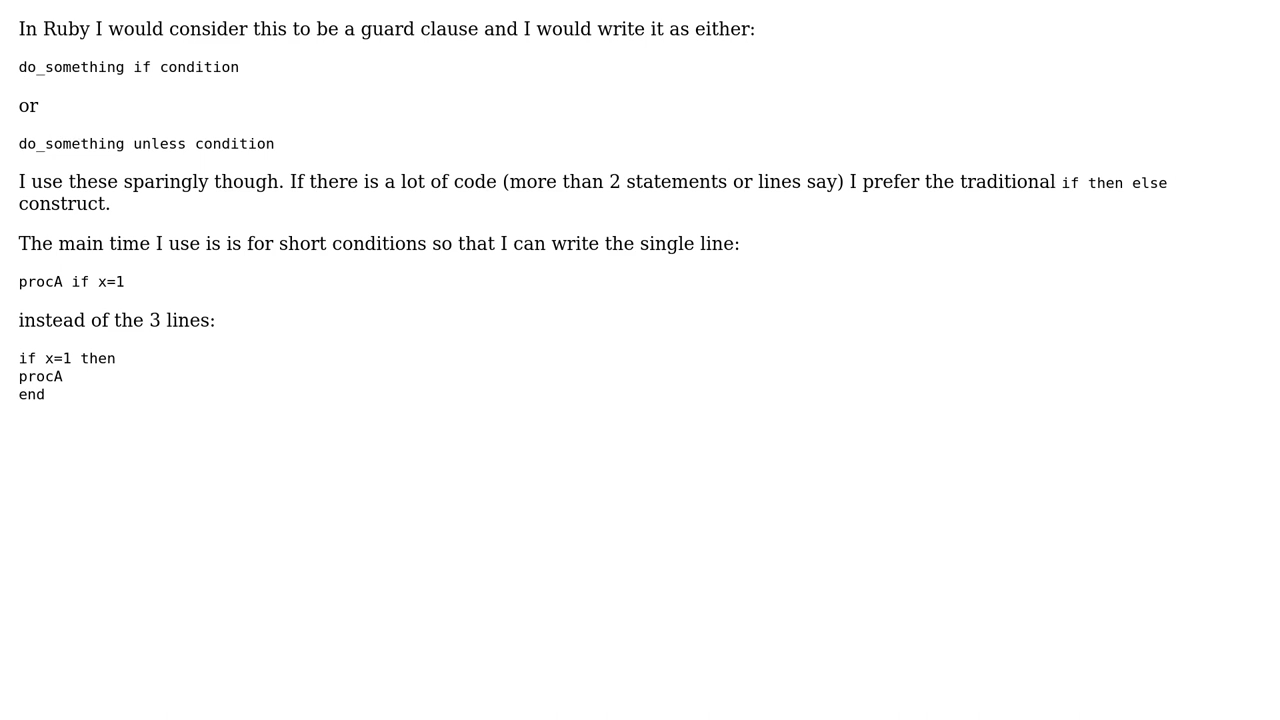 In Ruby I would consider this to be a guard clause and I would write it as either:
do_something if condition
or
do_something unless condition
I use these sparingly though. If there is a lot of code (more than 2 statements or lines say) I prefer the traditional if then else
construct.
The main time I use is is for short conditions so that I can write the single line:
procA if x=1
instead of the 3 lines:
if x=1 then
procA
end